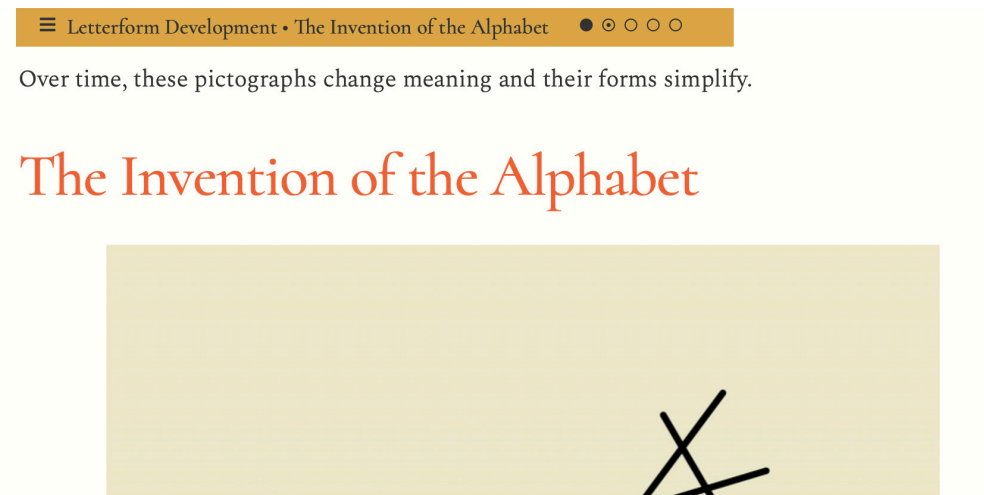 Letterform Development • The Invention of the Alphabet
Over time, these pictographs change meaning and their forms simplify.
The Invention of the Alphabet